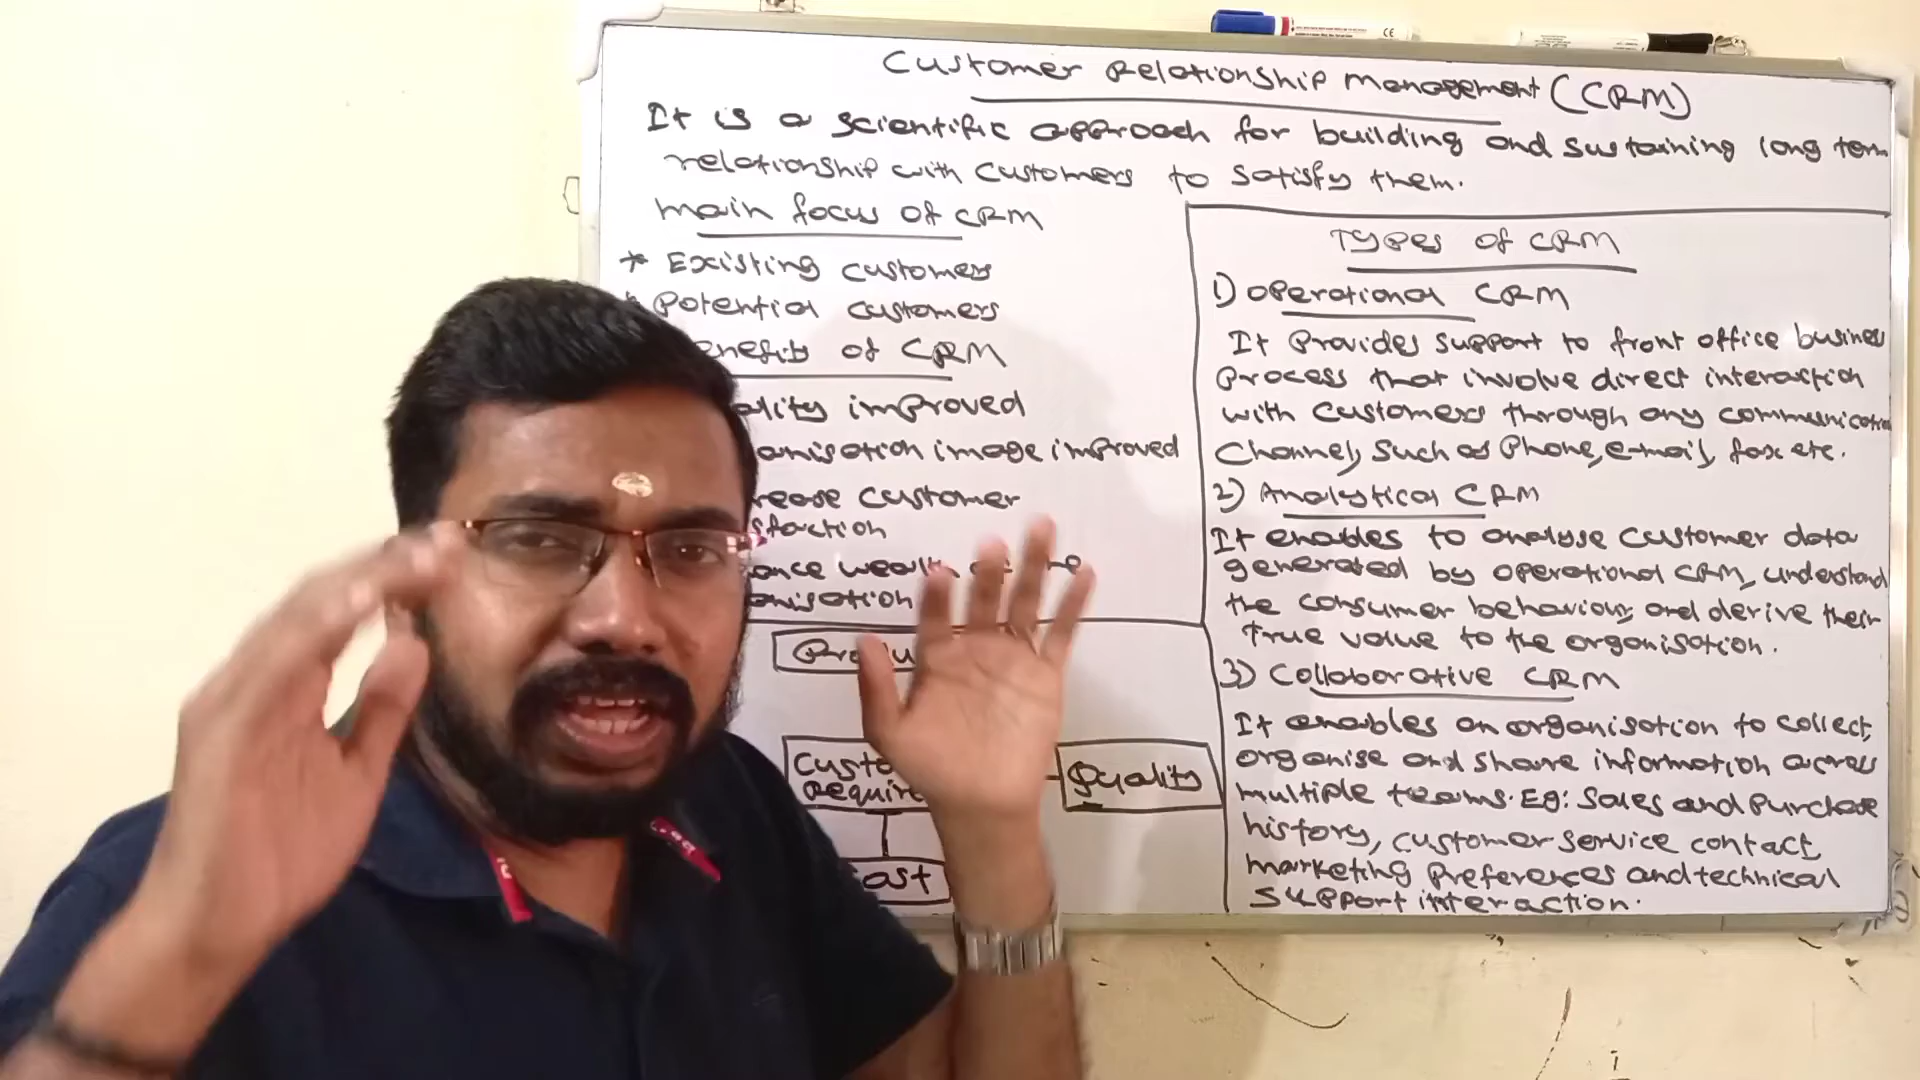 Customer Relationship Management (CRM)
It is a scientific approach for building and sustaining long term
relationship with customers to satisfy them.
main focus of CRM
* Existing customers
* Potential customers
of CRM
improved
image improved
customer
of
Quality
Types of CRM
1) Operational CRM
It provides support to front office
process that involve direct interaction
with customers through any
channel, such as phone, e-mail, fax etc.
2) Analytical CRM
It enables to analyse customer data
generated by operational CRM, understand
the consumer behaviour, and derive their
true value to the organisation.
3) Collaborative CRM
It enables an organisation to collect,
organise and share information across
multiple teams. Eg: Sales and purchase
history, customer service contact,
marketing preferences and technical
support interaction.